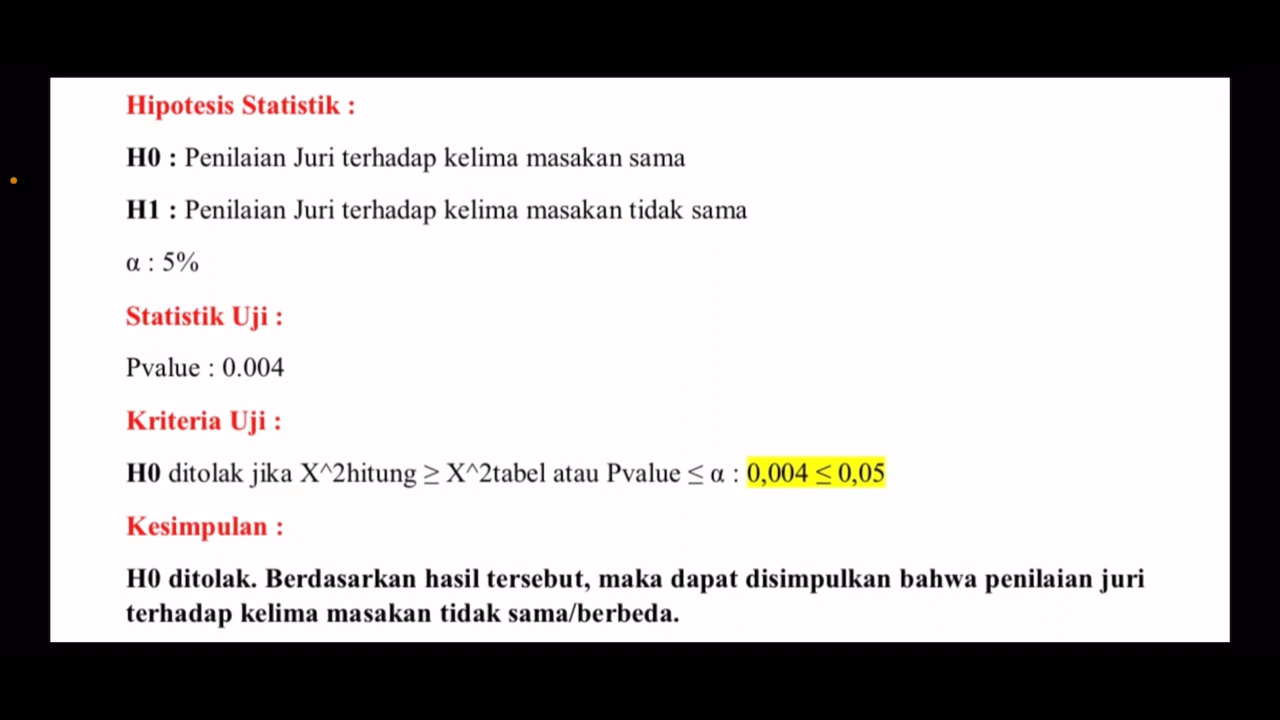 Hipotesis Statistik :
H0 : Penilaian Juri terhadap kelima masakan sama
H1 : Penilaian Juri terhadap kelima masakan tidak sama
α : 5%
Statistik Uji :
Pvalue : 0.004
Kriteria Uji :
H0 ditolak jika X^2hitung ≥ X^2tabel atau Pvalue ≤ α : 0,004 ≤ 0,05
Kesimpulan :
H0 ditolak. Berdasarkan hasil tersebut, maka dapat disimpulkan bahwa penilaian juri
terhadap kelima masakan tidak sama/berbeda.